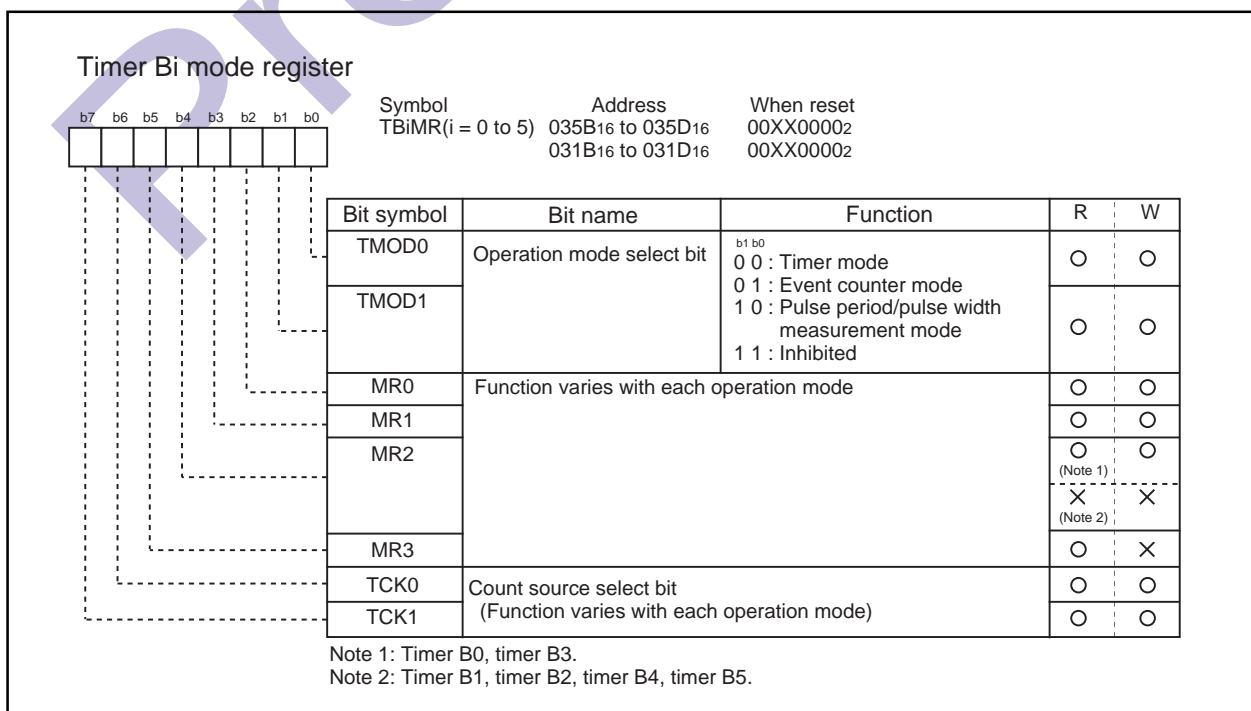 Timer Bi mode register
Symbol Address When reset
TBiMR(i = 0 to 5) 035B16 to 035D16 00XX00002
031B16 to 031D16 00XX00002
b7 b6 b5 b4 b3 b2 b1 b0
Bit symbol Bit name Function R W
TMOD0 Operation mode select bit b1 b0
0 0 : Timer mode
0 1 : Event counter mode
TMOD1 1 0 : Pulse period/pulse width
measurement mode
1 1 : Inhibited
MR0 Function varies with each operation mode
MR1
MR2
(Note 1)
(Note 2)
MR3
TCK0 Count source select bit
TCK1 (Function varies with each operation mode)
Note 1: Timer B0, timer B3.
Note 2: Timer B1, timer B2, timer B4, timer B5.